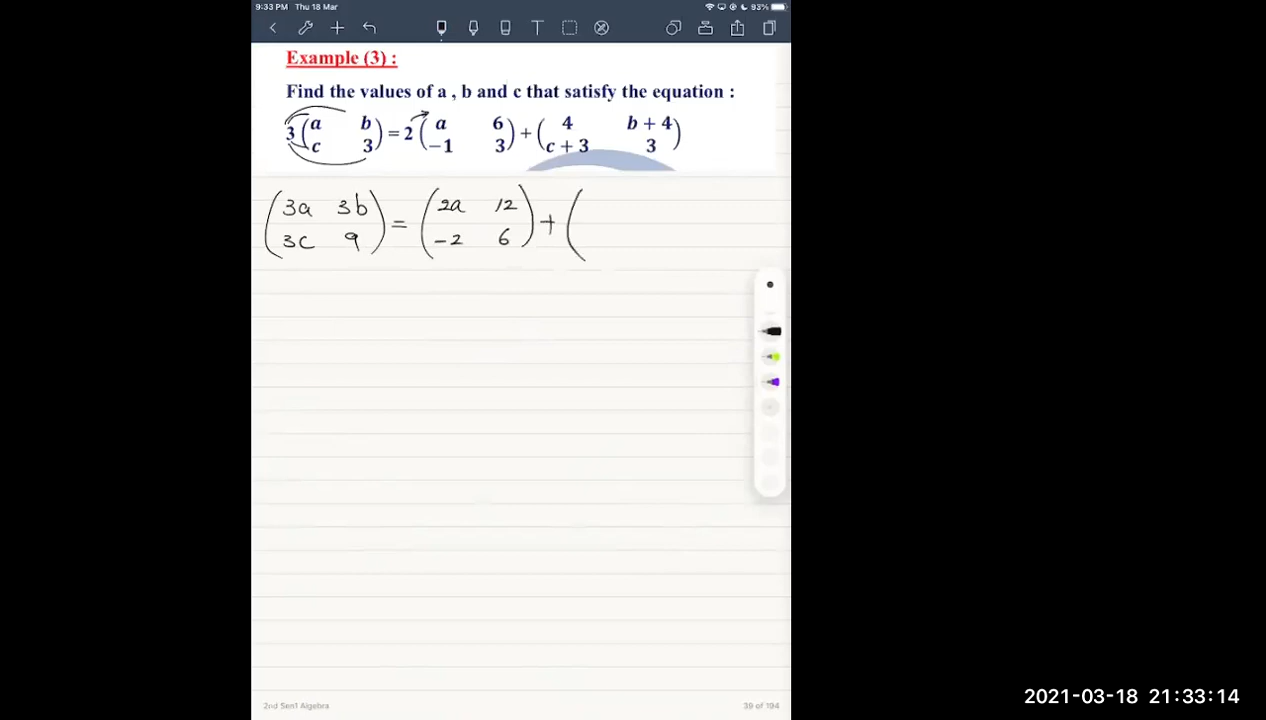 9:33 PM Thu 18 Mar
93%
T
Example (3) :
Find the values of a , b and c that satisfy the equation :
3 ( a b ) = 2 ( a 6 ) + ( 4 b + 4 )
c 3 −1 3 c + 3 3
( 3a 3b ) = ( 2a 12 ) + (
3c 9 −2 6
2nd Sen1 Algebra
39 of 194
2021-03-18 21:33:14